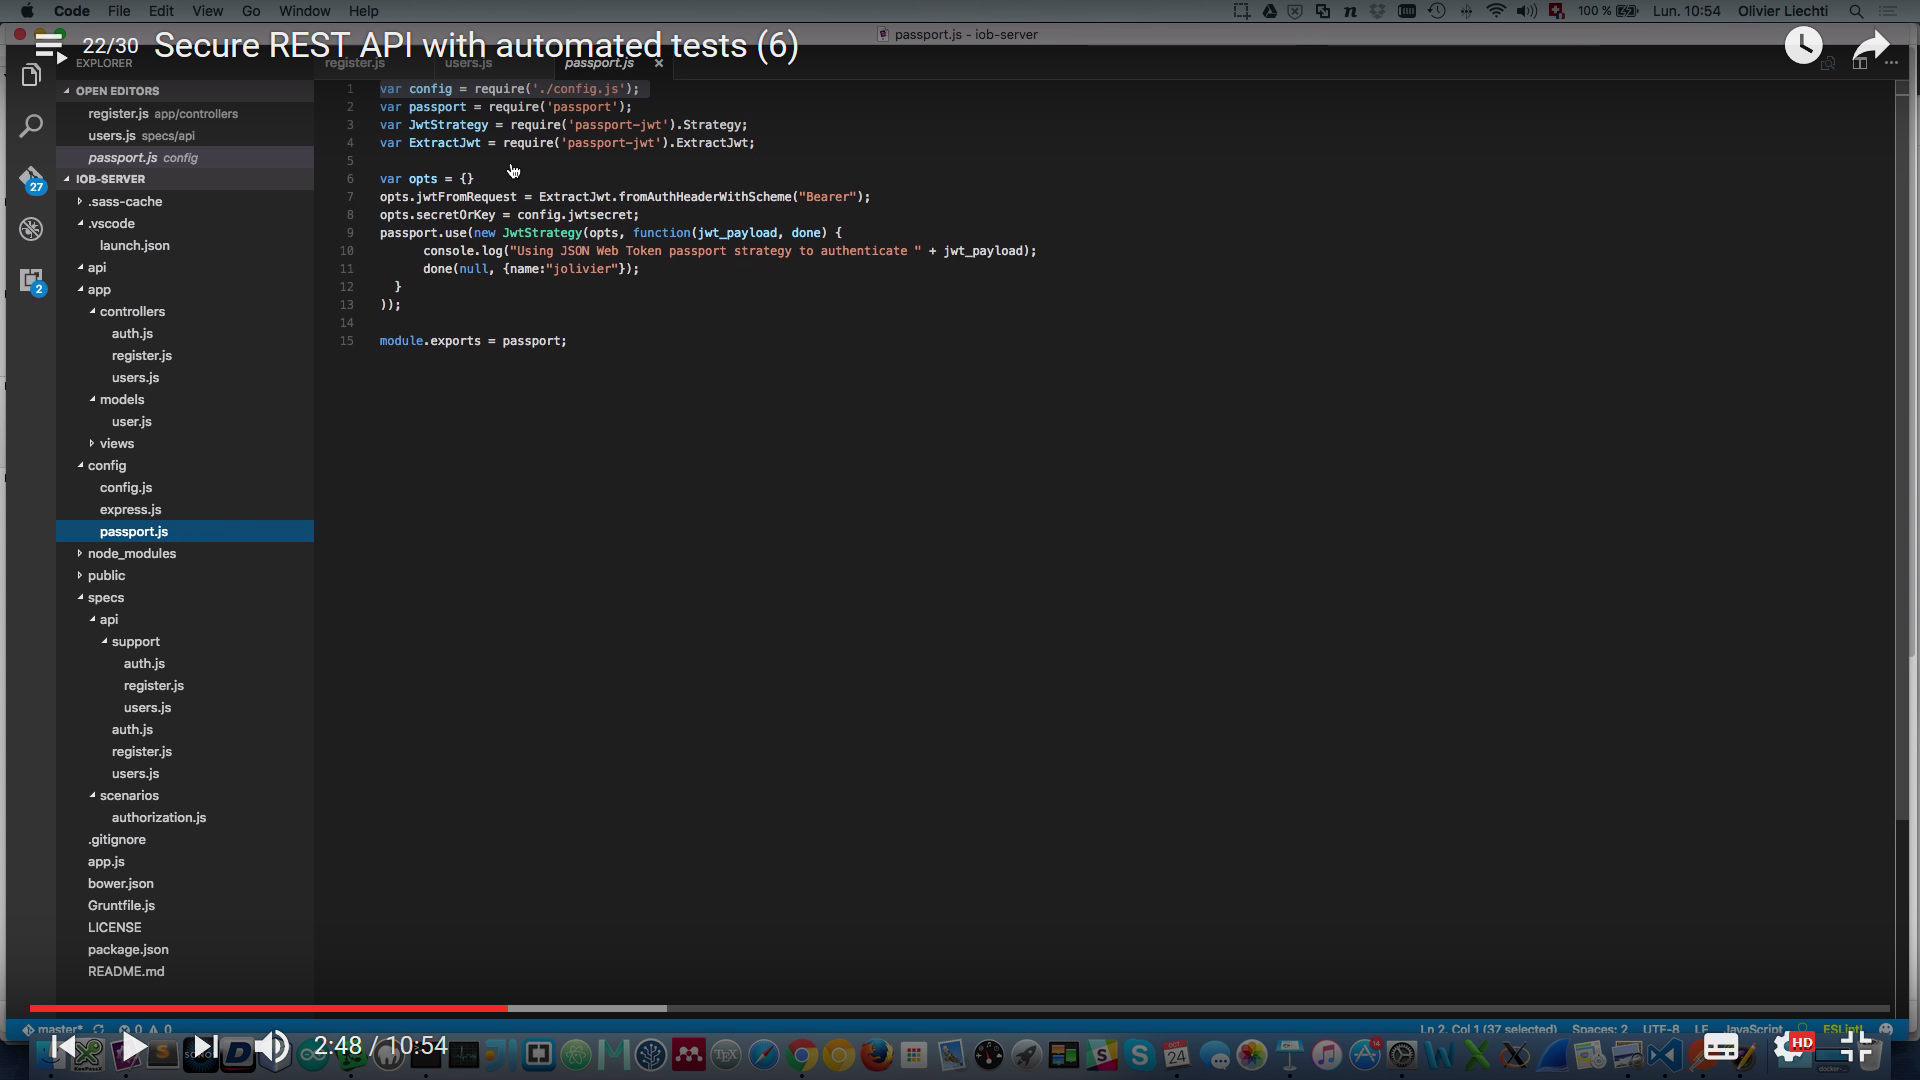 Code File Edit View Go Window Help
100 % Lun. 10:54 Olivier Liechti
22/30 Secure REST API with automated tests (6)
passport.js - iob-server
EXPLORER
register.js users.js passport.js
OPEN EDITORS
register.js app/controllers
users.js specs/api
passport.js config
IOB-SERVER
.sass-cache
.vscode
launch.json
api
app
controllers
auth.js
register.js
users.js
models
user.js
views
config
config.js
express.js
passport.js
node_modules
public
specs
api
support
auth.js
register.js
users.js
auth.js
register.js
users.js
scenarios
authorization.js
.gitignore
app.js
bower.json
Gruntfile.js
LICENSE
package.json
README.md
27
2
1 var config = require('./config.js');
2 var passport = require('passport');
3 var JwtStrategy = require('passport-jwt').Strategy;
4 var ExtractJwt = require('passport-jwt').ExtractJwt;
5
6 var opts = {}
7 opts.jwtFromRequest = ExtractJwt.fromAuthHeaderWithScheme("Bearer");
8 opts.secretOrKey = config.jwtsecret;
9 passport.use(new JwtStrategy(opts, function(jwt_payload, done) {
10 console.log("Using JSON Web Token passport strategy to authenticate " + jwt_payload);
11 done(null, {name:"jolivier"});
12 }
13 ));
14
15 module.exports = passport;
master* 0 0
Ln 2, Col 1 (37 selected) Spaces: 2 UTF-8 LF JavaScript ESLint!
2:48 / 10:54
HD